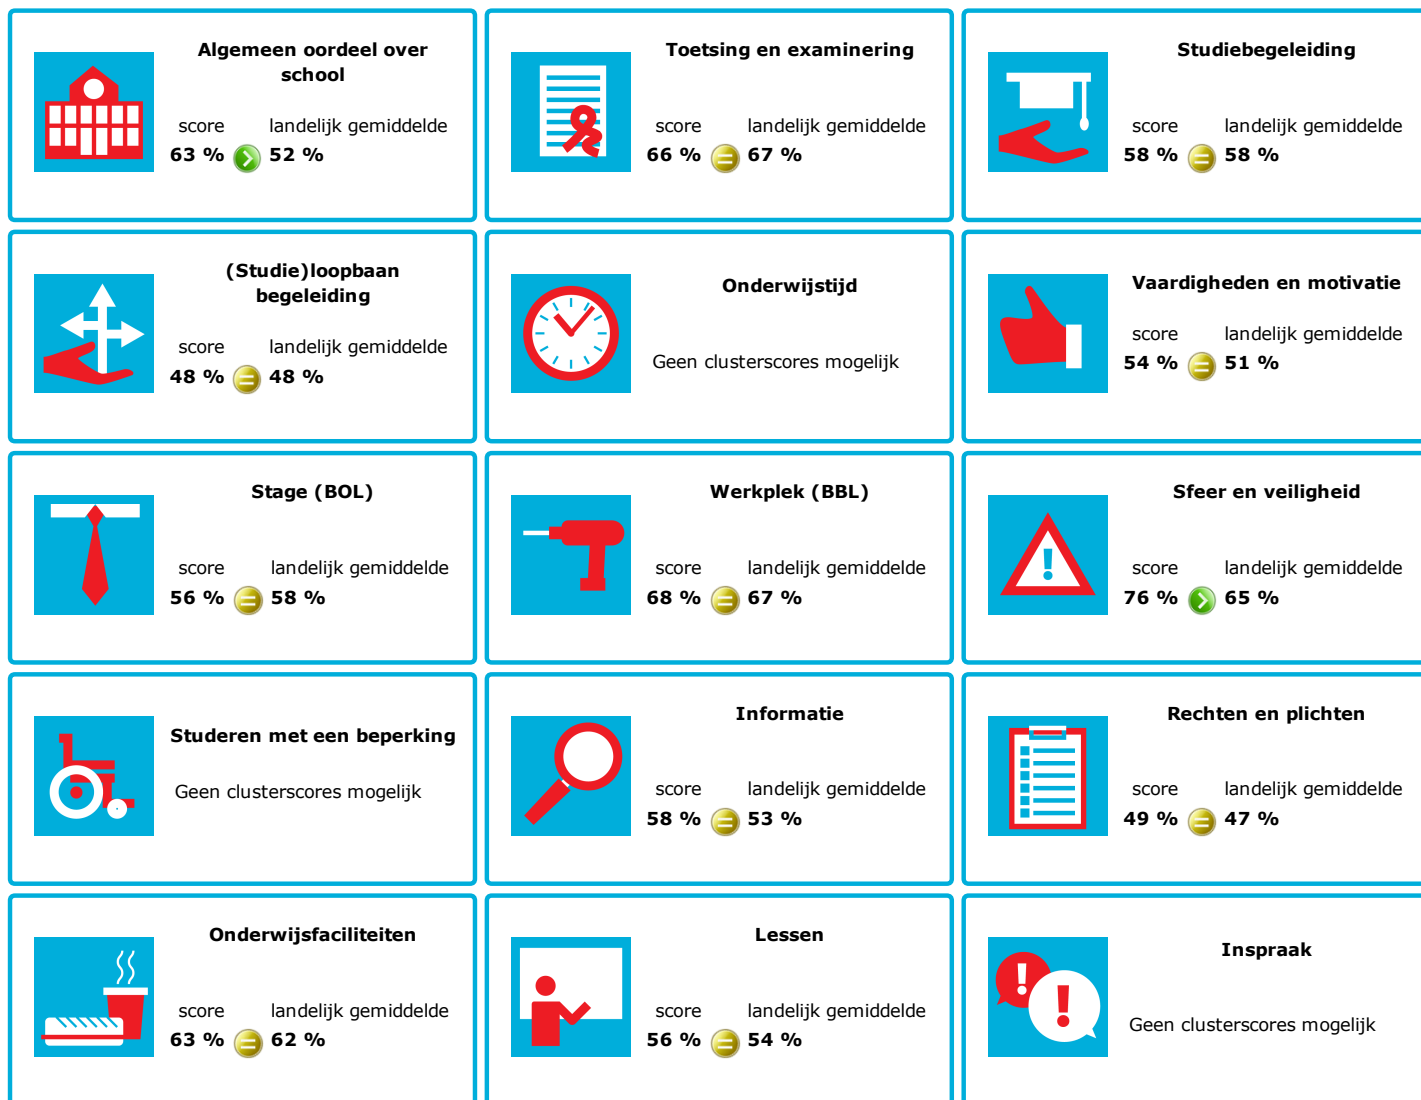 Algemeen oordeel over
school
score landelijk gemiddelde
63 % 52 %
Toetsing en examinering
score landelijk gemiddelde
66 % = 67 %
Studiebegeleiding
score landelijk gemiddelde
58 % = 58 %
(Studie)loopbaan
begeleiding
score landelijk gemiddelde
48 % = 48 %
Onderwijstijd
Geen clusterscores mogelijk
Vaardigheden en motivatie
score landelijk gemiddelde
54 % = 51 %
Stage (BOL)
score landelijk gemiddelde
56 % = 58 %
Werkplek (BBL)
score landelijk gemiddelde
68 % = 67 %
!
Sfeer en veiligheid
score landelijk gemiddelde
76 % 65 %
Studeren met een beperking
Geen clusterscores mogelijk
Informatie
score landelijk gemiddelde
58 % = 53 %
Rechten en plichten
score landelijk gemiddelde
49 % = 47 %
Onderwijsfaciliteiten
score landelijk gemiddelde
63 % = 62 %
Lessen
score landelijk gemiddelde
56 % = 54 %
! !
Inspraak
Geen clusterscores mogelijk